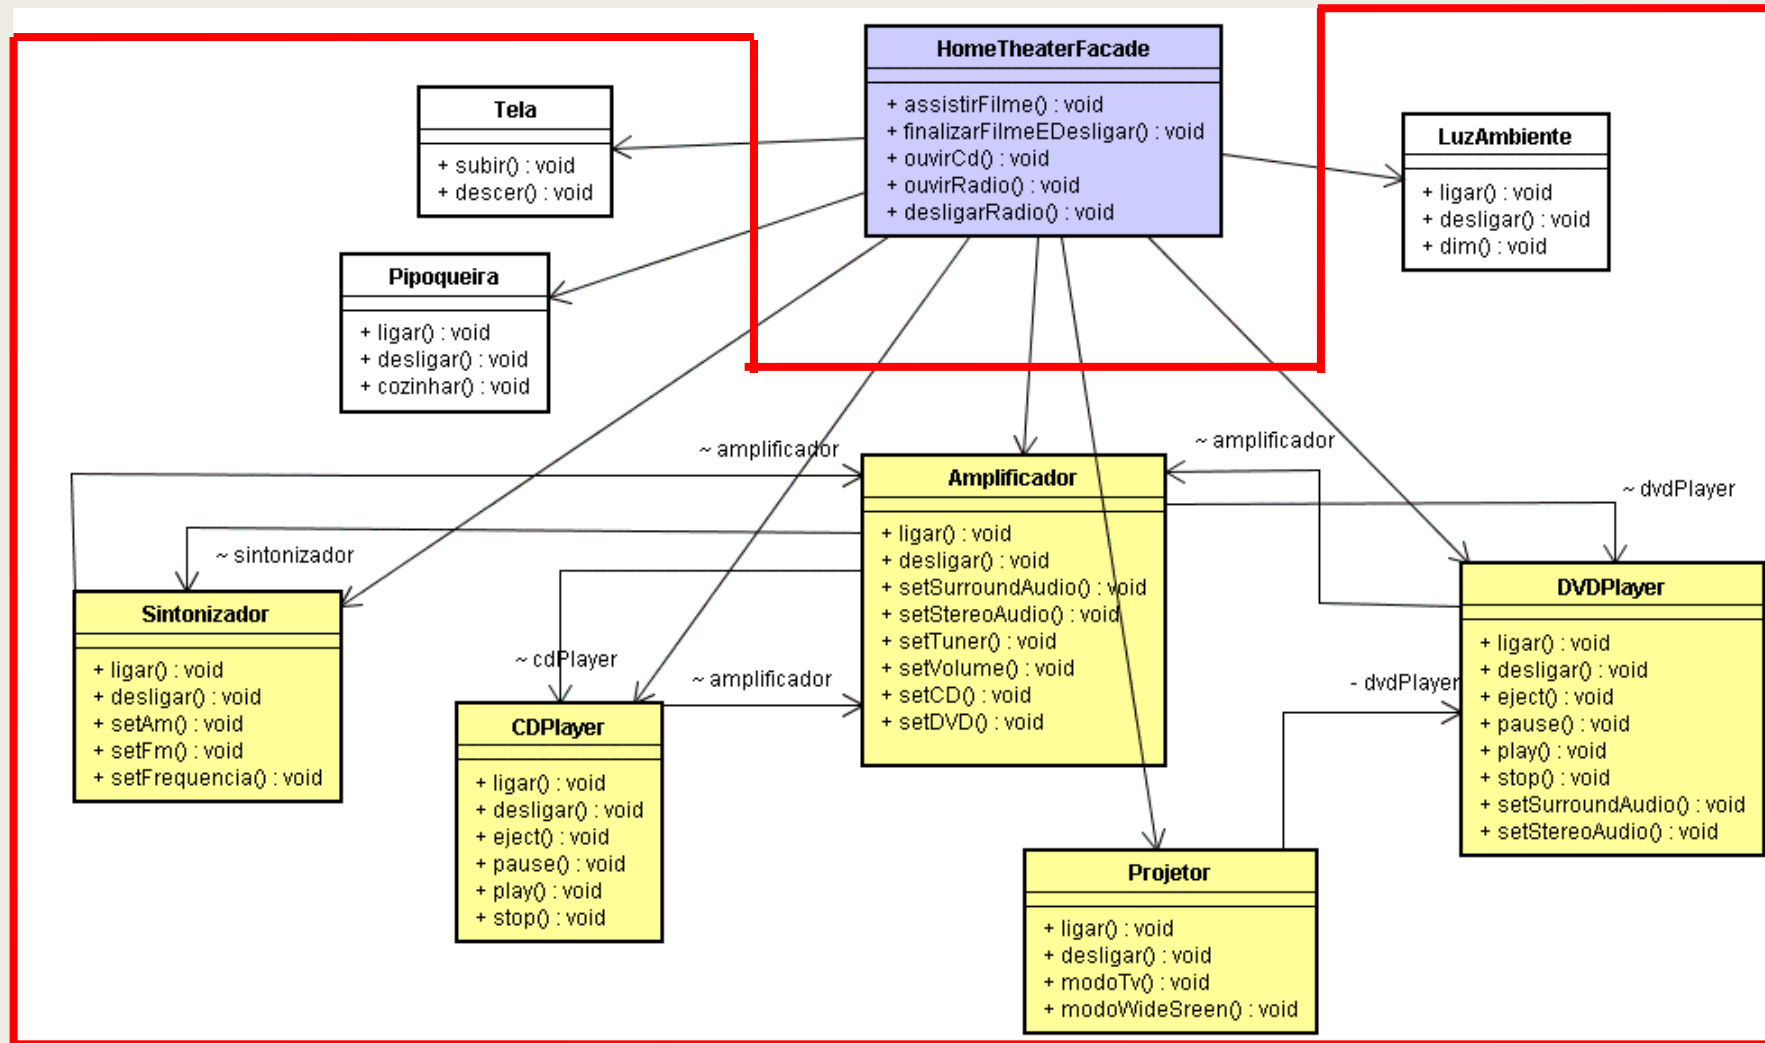 HomeTheaterFacade
+ assistirFilme() : void
+ finalizarFilmeEDesligar() : void
+ ouvirCd() : void
+ ouvirRadio() : void
+ desligarRadio() : void
Tela
+ subir() : void
+ descer() : void
LuzAmbiente
+ ligar() : void
+ desligar() : void
+ dim() : void
Pipoqueira
+ ligar() : void
+ desligar() : void
+ cozinhar() : void
~ amplificador
~ amplificador
~ dvdPlayer
~ sintonizador
Amplificador
+ ligar() : void
+ desligar() : void
+ setSurroundAudio() : void
+ setStereoAudio() : void
+ setTuner() : void
+ setVolume() : void
+ setCD() : void
+ setDVD() : void
Sintonizador
+ ligar() : void
+ desligar() : void
+ setAm() : void
+ setFm() : void
+ setFrequencia() : void
~ cdPlayer
~ amplificador
- dvdPlayer
DVDPlayer
+ ligar() : void
+ desligar() : void
+ eject() : void
+ pause() : void
+ play() : void
+ stop() : void
+ setSurroundAudio() : void
+ setStereoAudio() : void
CDPlayer
+ ligar() : void
+ desligar() : void
+ eject() : void
+ pause() : void
+ play() : void
+ stop() : void
Projetor
+ ligar() : void
+ desligar() : void
+ modoTv() : void
+ modoWideSreen() : void